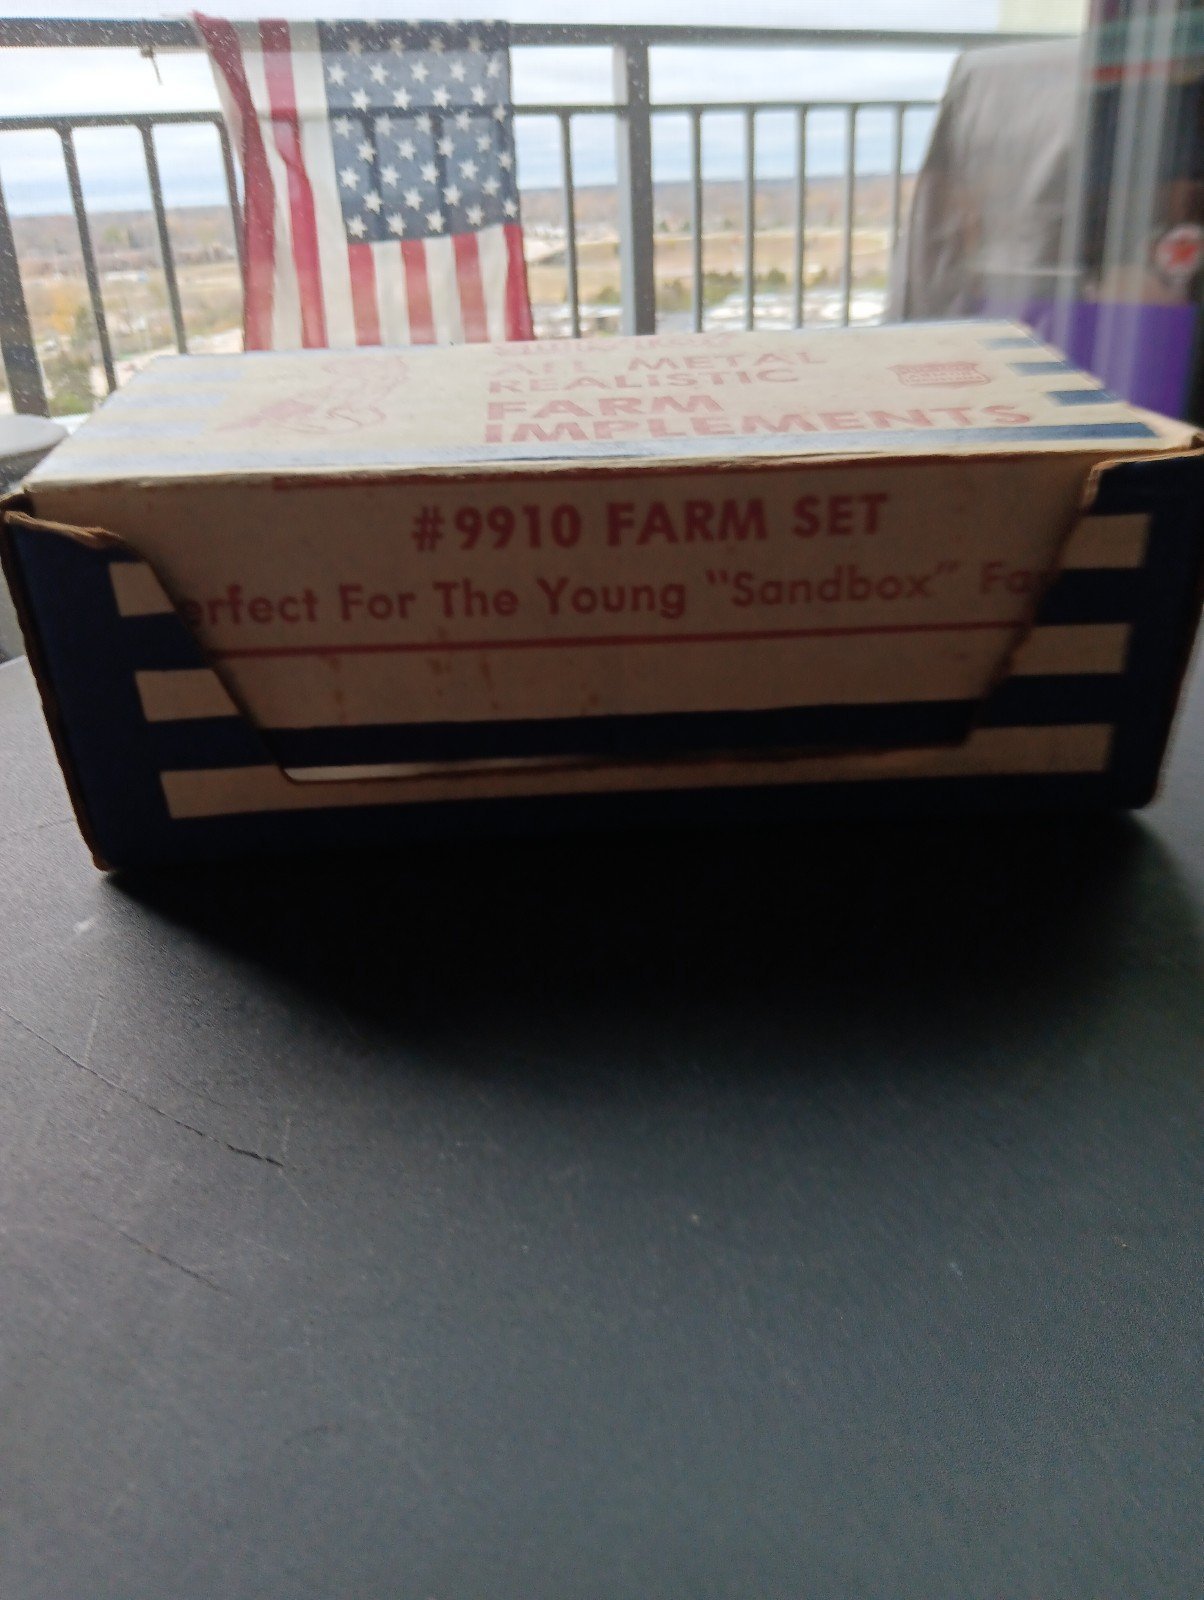 ALL METAL
REALISTIC
FARM
IMPLEMENTS
#9910 FARM SET
erfect For The Young "Sandbox" Fa